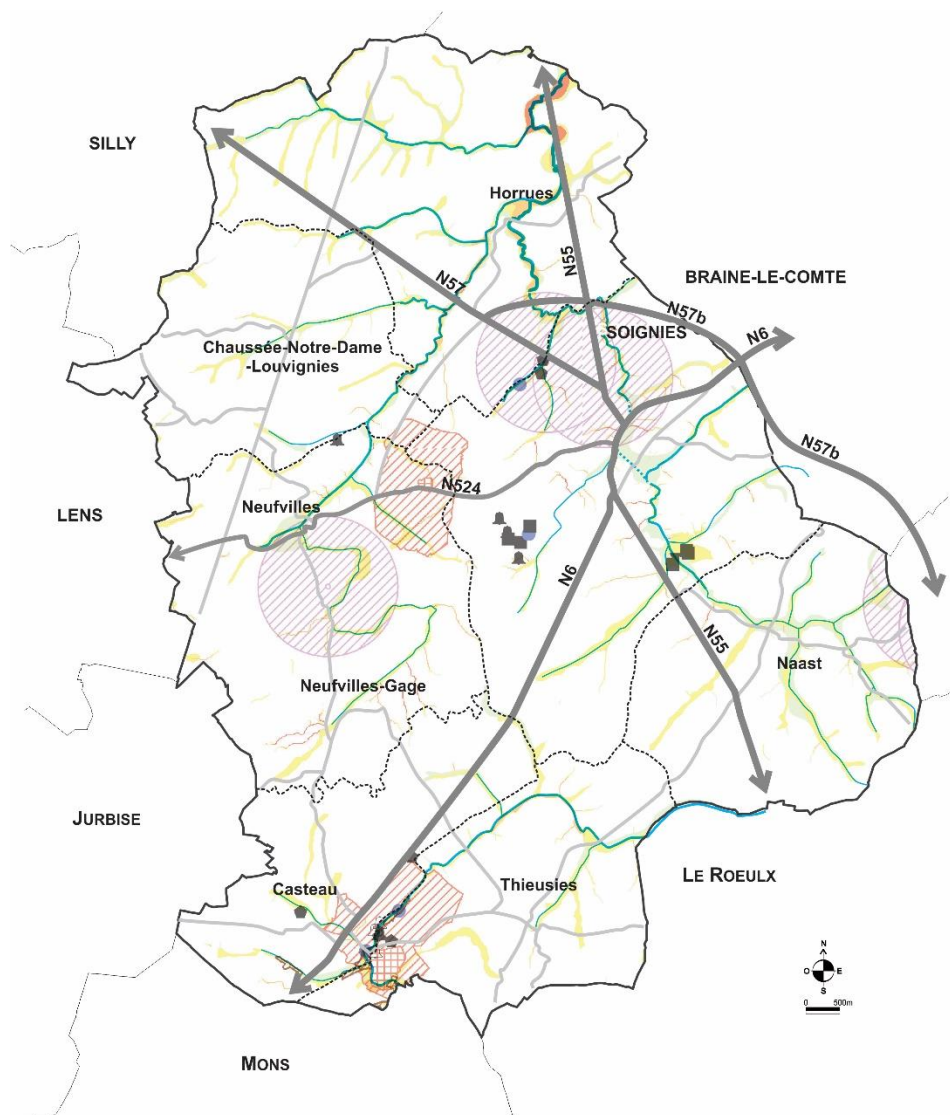 SILLY
Horrues
N55
BRAINE-LE-COMTE
N57
N57b
SOIGNIES
N6
Chaussée-Notre-Dame
-Louvignies
N57b
N524
Neufvilles
LENS
N6
N55
Naast
Neufvilles-Gage
JURBISE
Casteau
Thieusies
LE ROEULX
N
O E
S
0 500m
MONS